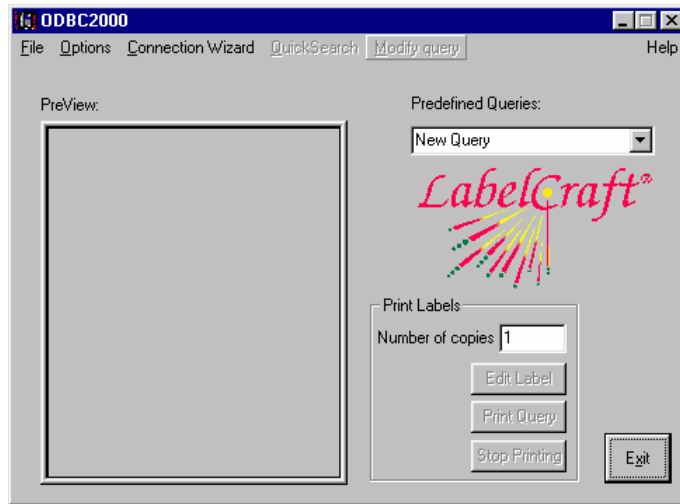 ODBC2000
File Options Connection Wizard QuickSearch Modify query Help
PreView:
Predefined Queries:
New Query
LabelCraft®
Print Labels
Number of copies 1
Edit Label
Print Query
Stop Printing
Exit